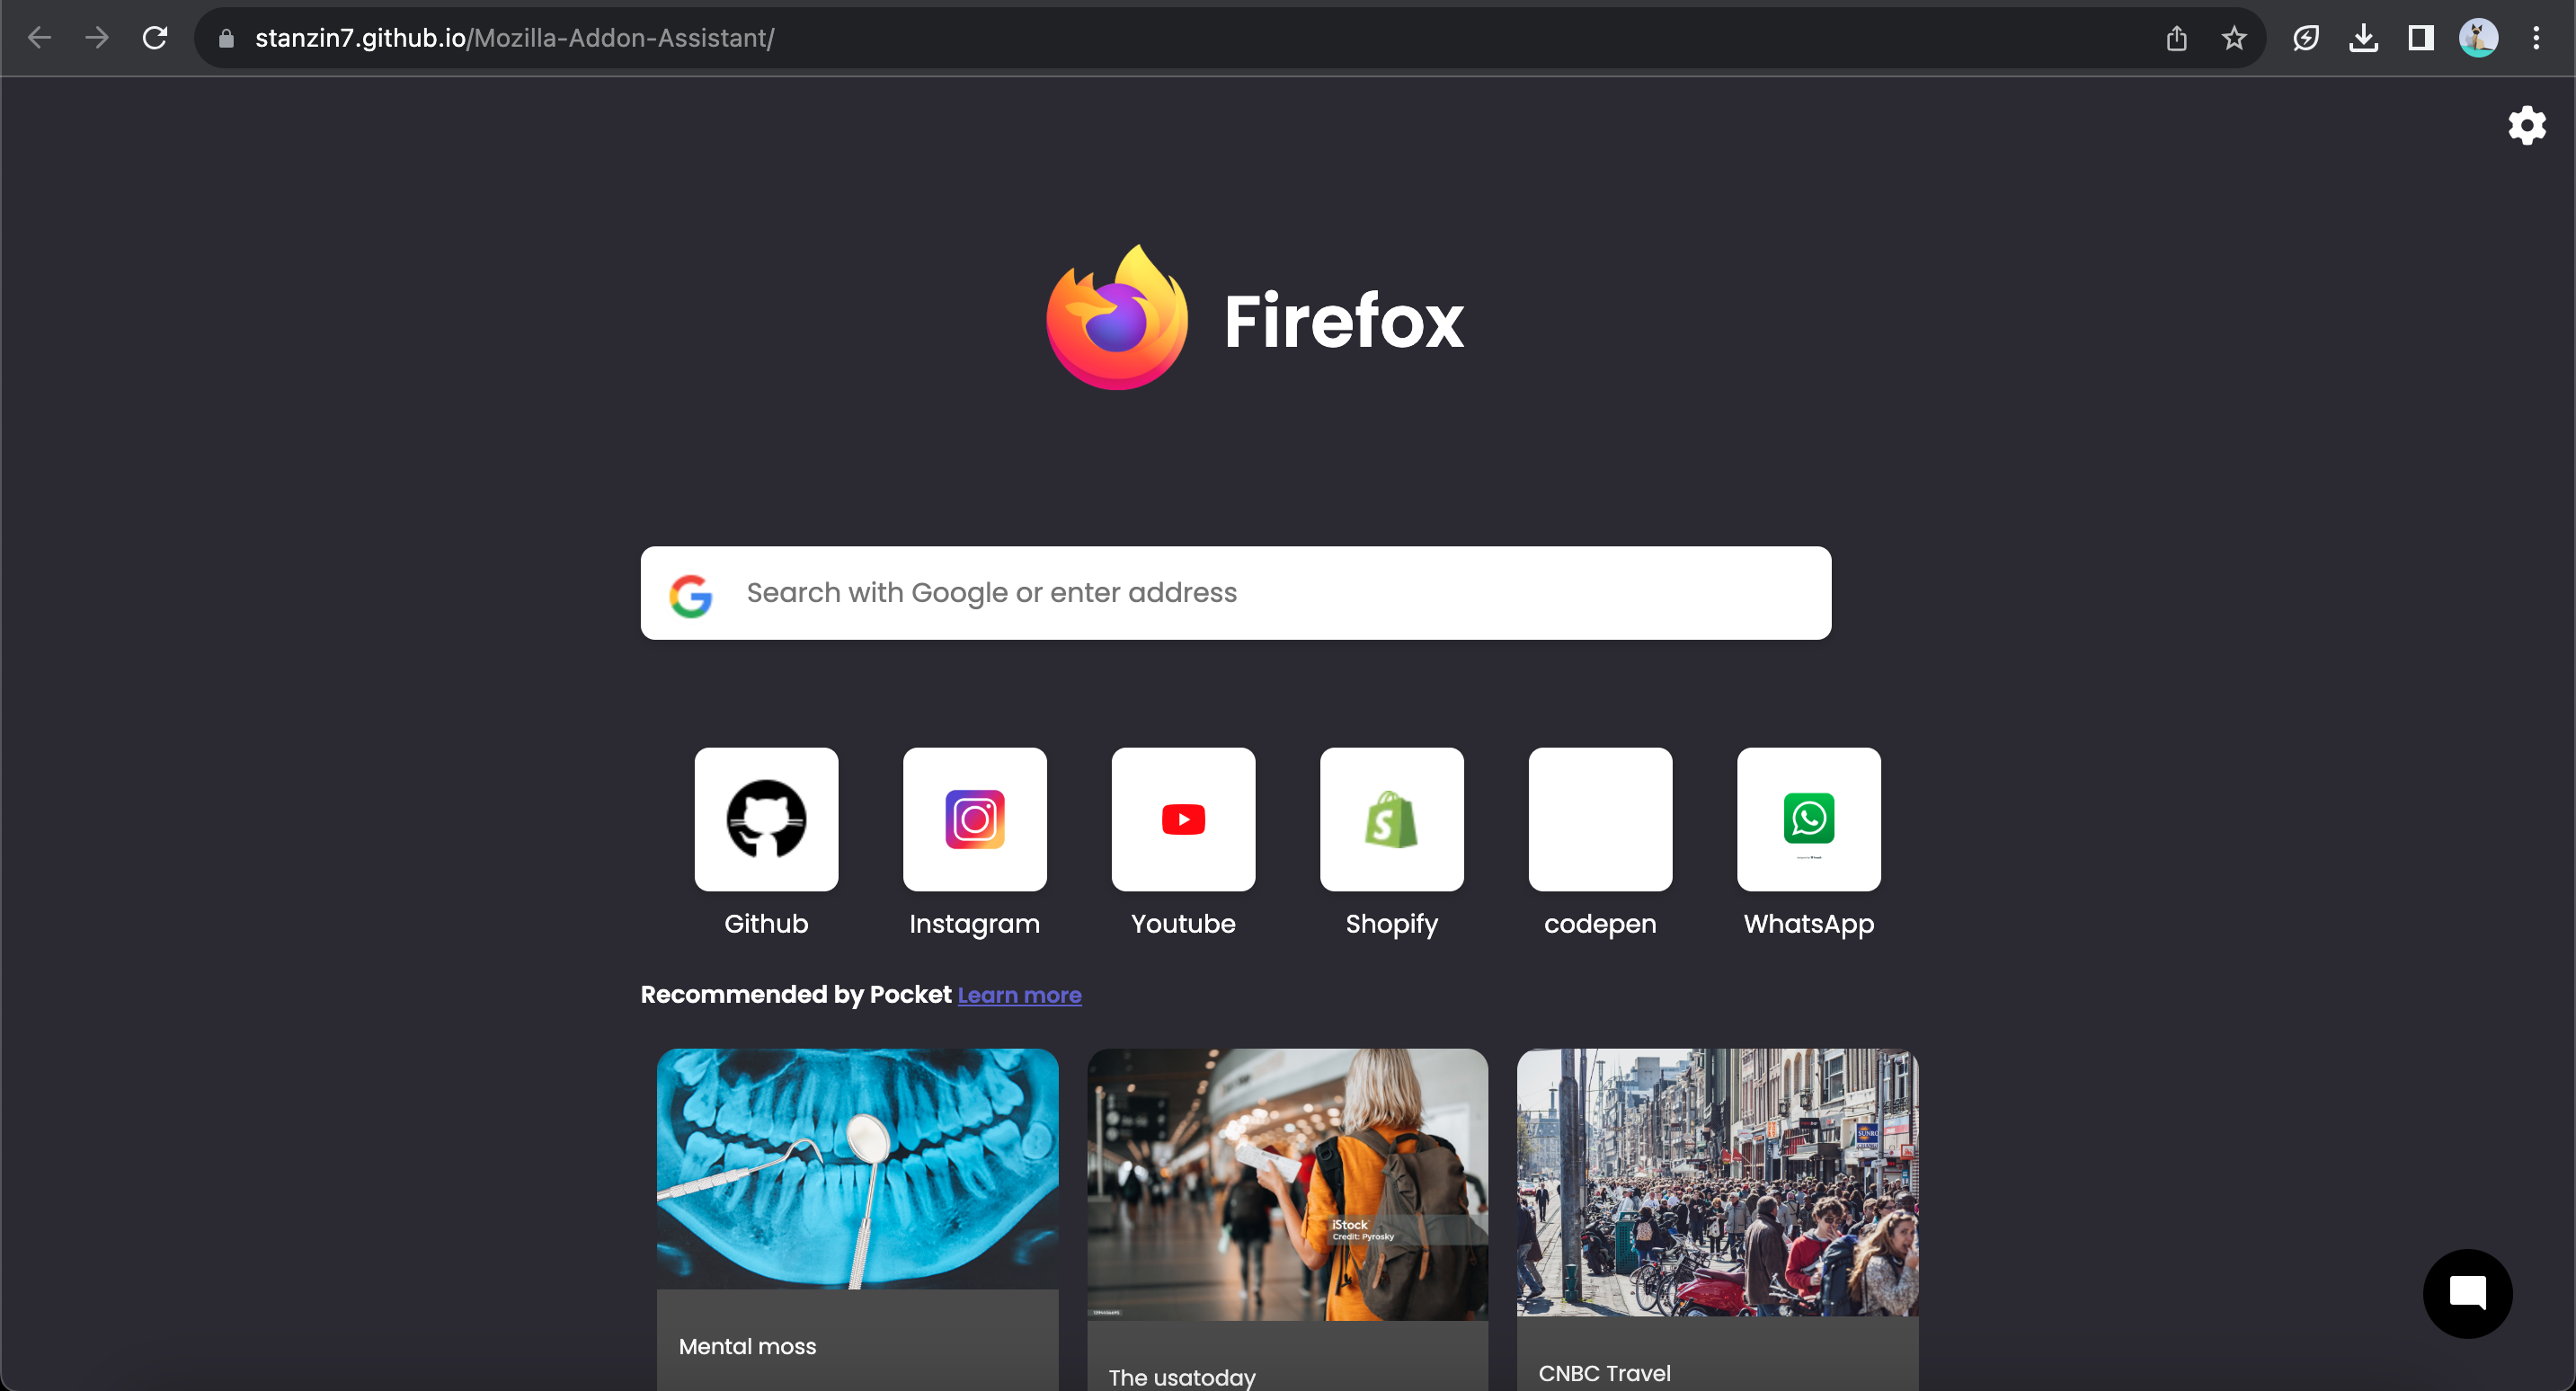 stanzin7.github.io/Mozilla-Addon-Assistant/
Firefox
Search with Google or enter address
Github
Instagram
Youtube
Shopify
codepen
WhatsApp
Recommended by Pocket Learn more
SUNRO
iStock
Credit: Pyrosky
Mental moss
The usatoday
CNBC Travel